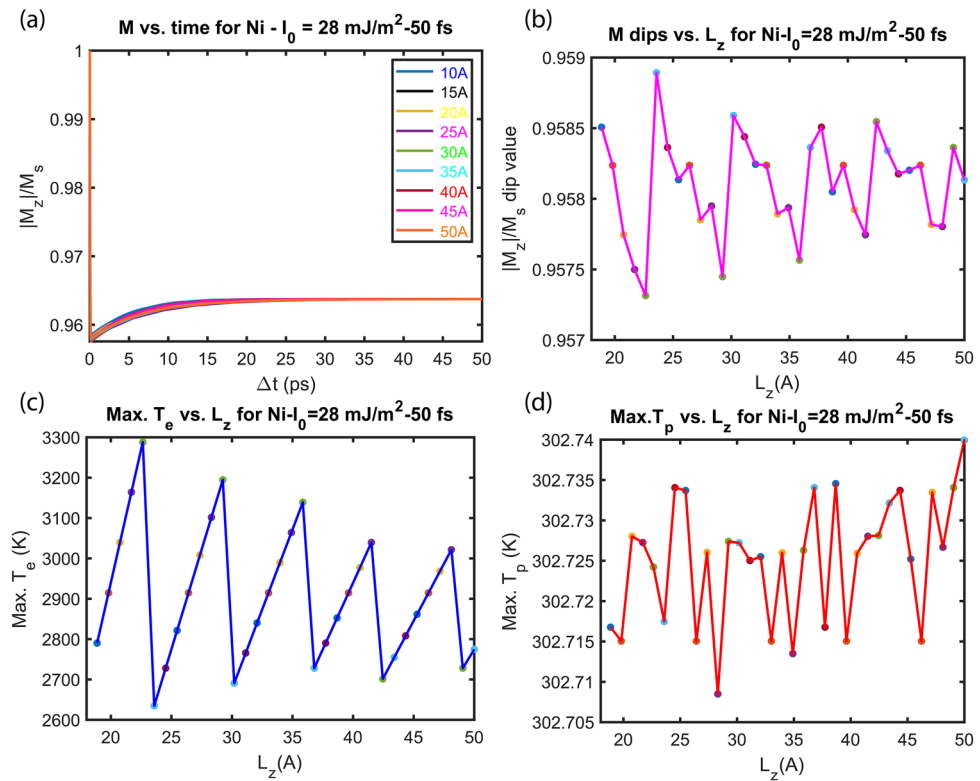 (a)
M vs. time for Ni - I0 = 28 mJ/m2-50 fs
1
0.99
0.98
0.97
0.96
|Mz|/Ms
0
5
10
15
20
25
30
35
40
45
50
Δt (ps)
10A
15A
20A
25A
30A
35A
40A
45A
50A
(b)
M dips vs. Lz for Ni-I0=28 mJ/m2-50 fs
0.959
0.9585
0.958
0.9575
0.957
|Mz|/Ms dip value
20
25
30
35
40
45
50
Lz(A)
(c)
Max. Te vs. Lz for Ni-I0=28 mJ/m2-50 fs
3300
3200
3100
3000
2900
2800
2700
2600
Max. Te (K)
20
25
30
35
40
45
50
Lz(A)
(d)
Max.Tp vs. Lz for Ni-I0=28 mJ/m2-50 fs
302.74
302.735
302.73
302.725
302.72
302.715
302.71
302.705
Max. Tp (K)
20
25
30
35
40
45
50
Lz(A)